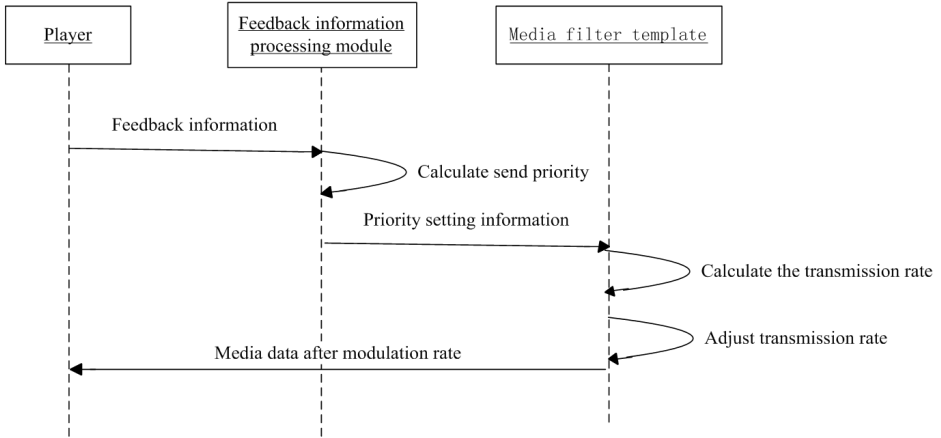 Player
Feedback information
processing module
Media filter template
Feedback information
Calculate send priority
Priority setting information
Calculate the transmission rate
Adjust transmission rate
Media data after modulation rate